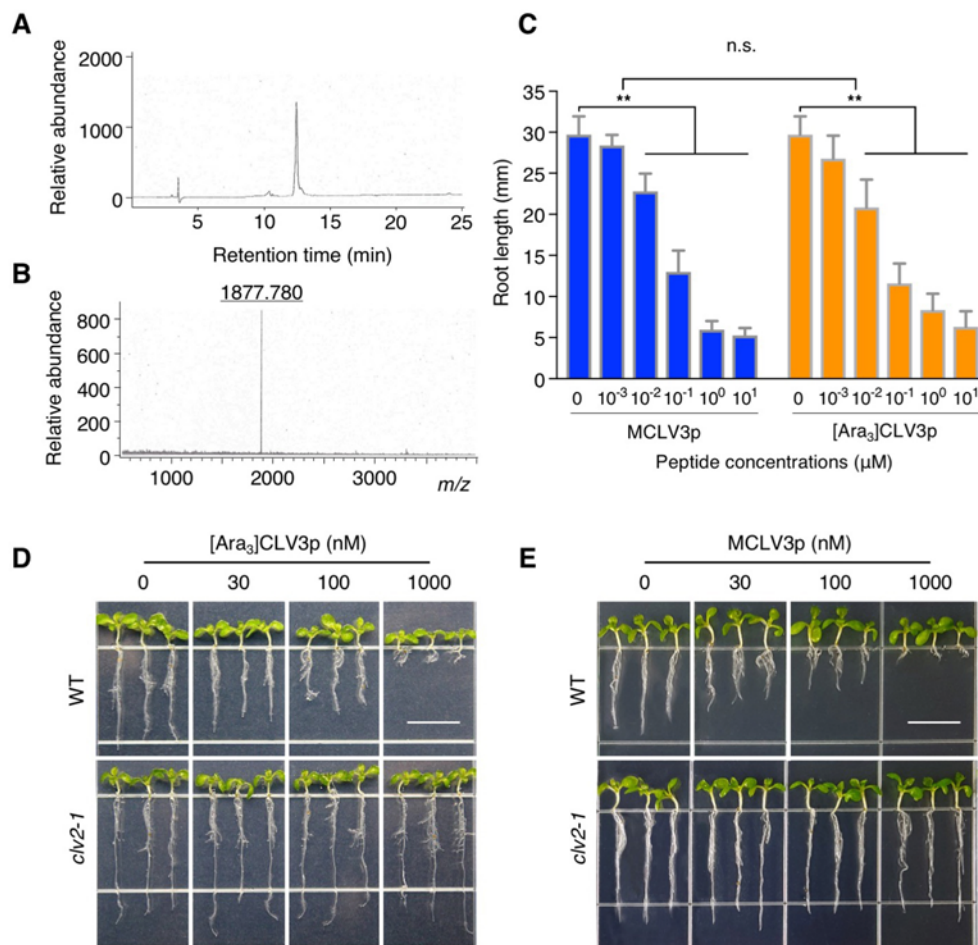 A
2000
1000
0
Relative abundance
5 10 15 20 25
Retention time (min)
B
1877.780
800
600
400
200
0
Relative abundance
1000 2000 3000 m/z
C
n.s.
** **
35
30
25
20
15
10
5
0
Root length (mm)
0 10⁻³ 10⁻² 10⁻¹ 10⁰ 10¹ 0 10⁻³ 10⁻² 10⁻¹ 10⁰ 10¹
MCLV3p [Ara₃]CLV3p
Peptide concentrations (µM)
D
[Ara₃]CLV3p (nM)
0 30 100 1000
WT
clv2-1
E
MCLV3p (nM)
0 30 100 1000
WT
clv2-1